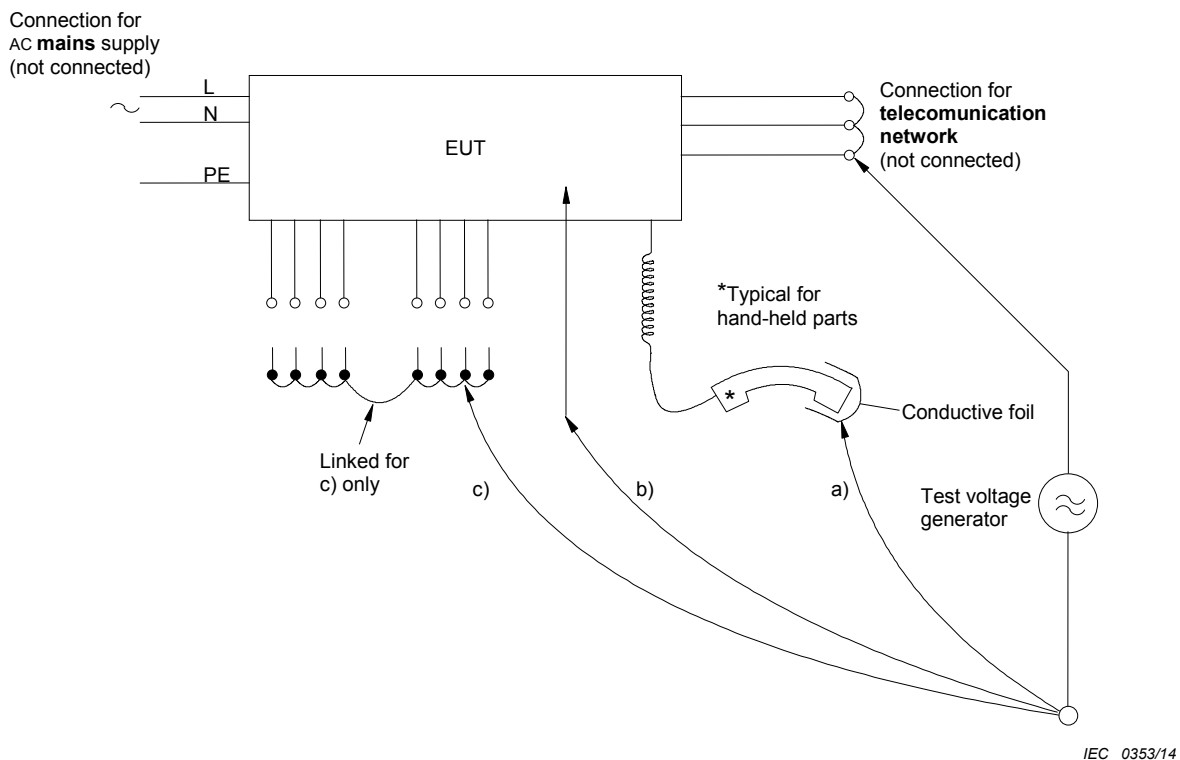 Connection for
AC mains supply
(not connected)
L
N
PE
EUT
Connection for
telecomunication
network
(not connected)
*Typical for
hand-held parts
*
Conductive foil
Linked for
c) only
c)
b)
a)
Test voltage
generator
IEC 0353/14